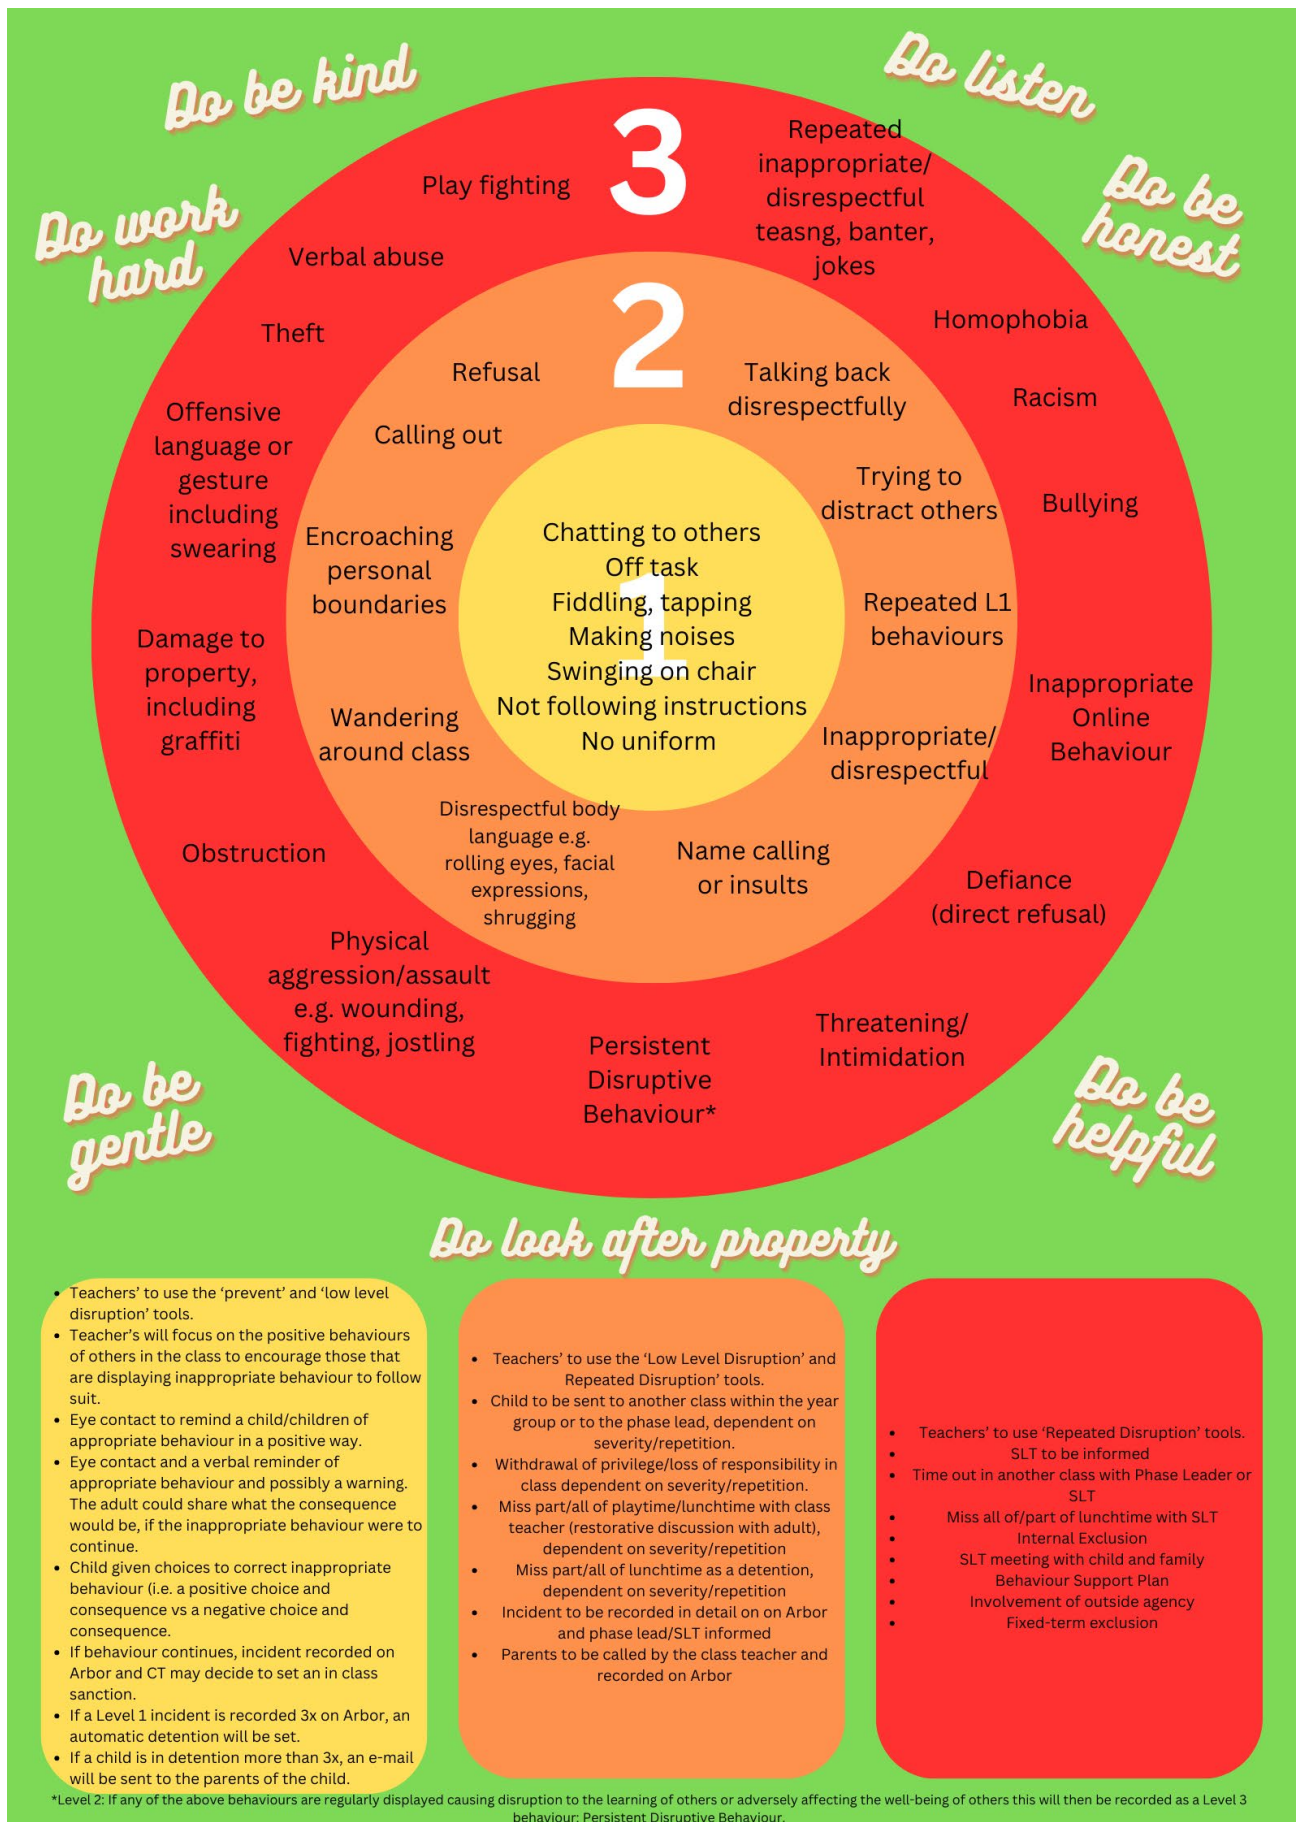 Do be kind
Do listen
Do work
hard
Do be
honest
3
Play fighting
Verbal abuse
Theft
Offensive
language or
gesture
including
swearing
Damage to
property,
including
graffiti
Obstruction
Physical
aggression/assault
e.g. wounding,
fighting, jostling
Persistent
Disruptive
Behaviour*
Threatening/
Intimidation
Defiance
(direct refusal)
Inappropriate
Online
Behaviour
Bullying
Racism
Homophobia
Repeated
inappropriate/
disrespectful
teasng, banter,
jokes
2
Refusal
Calling out
Encroaching
personal
boundaries
Wandering
around class
Disrespectful body
language e.g.
rolling eyes, facial
expressions,
shrugging
Name calling
or insults
Inappropriate/
disrespectful
Repeated L1
behaviours
Trying to
distract others
Talking back
disrespectfully
1
Chatting to others
Off task
Fiddling, tapping
Making noises
Swinging on chair
Not following instructions
No uniform
Do be
gentle
Do be
helpful
Do look after property
• Teachers' to use the 'prevent' and 'low level
disruption' tools.
• Teacher's will focus on the positive behaviours
of others in the class to encourage those that
are displaying inappropriate behaviour to follow
suit.
• Eye contact to remind a child/children of
appropriate behaviour in a positive way.
• Eye contact and a verbal reminder of
appropriate behaviour and possibly a warning.
The adult could share what the consequence
would be, if the inappropriate behaviour were to
continue.
• Child given choices to correct inappropriate
behaviour (i.e. a positive choice and
consequence vs a negative choice and
consequence.
• If behaviour continues, incident recorded on
Arbor and CT may decide to set an in class
sanction.
• If a Level 1 incident is recorded 3x on Arbor, an
automatic detention will be set.
• If a child is in detention more than 3x, an e-mail
will be sent to the parents of the child.
• Teachers' to use the 'Low Level Disruption' and
Repeated Disruption' tools.
• Child to be sent to another class within the year
group or to the phase lead, dependent on
severity/repetition.
• Withdrawal of privilege/loss of responsibility in
class dependent on severity/repetition.
• Miss part/all of playtime/lunchtime with class
teacher (restorative discussion with adult),
dependent on severity/repetition
• Miss part/all of lunchtime as a detention,
dependent on severity/repetition
• Incident to be recorded in detail on on Arbor
and phase lead/SLT informed
• Parents to be called by the class teacher and
recorded on Arbor
• Teachers' to use 'Repeated Disruption' tools.
• SLT to be informed
• Time out in another class with Phase Leader or
SLT
• Miss all of/part of lunchtime with SLT
• Internal Exclusion
• SLT meeting with child and family
• Behaviour Support Plan
• Involvement of outside agency
• Fixed-term exclusion
*Level 2: If any of the above behaviours are regularly displayed causing disruption to the learning of others or adversely affecting the well-being of others this will then be recorded as a Level 3
behaviour: Persistent Disruptive Behaviour.